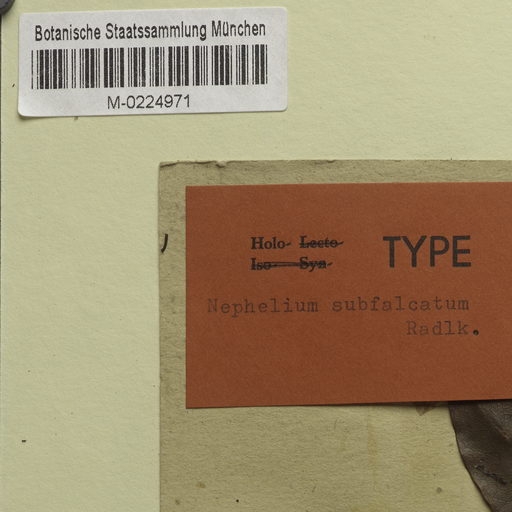 Botanische Staatssammlung München
M-0224971
Holo- Lecto- TYPE
Iso- Syn-
Nephelium subfalcatum
Radlk.